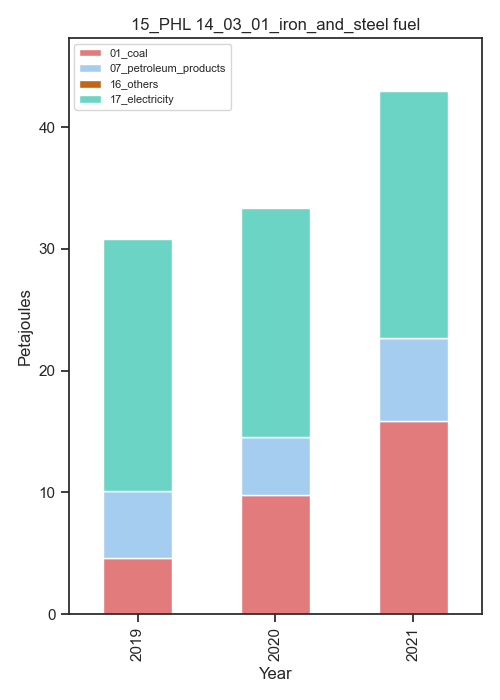 15_PHL 14_03_01_iron_and_steel fuel
01_coal
07_petroleum_products
16_others
17_electricity
Petajoules
40
30
20
10
0
2019
2020
2021
Year